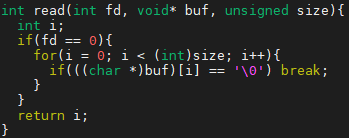 int read(int fd, void* buf, unsigned size){
  int i;
  if(fd == 0){
    for(i = 0; i < (int)size; i++){
      if(((char *)buf)[i] == '\0') break;
    }
  }
  return i;
}